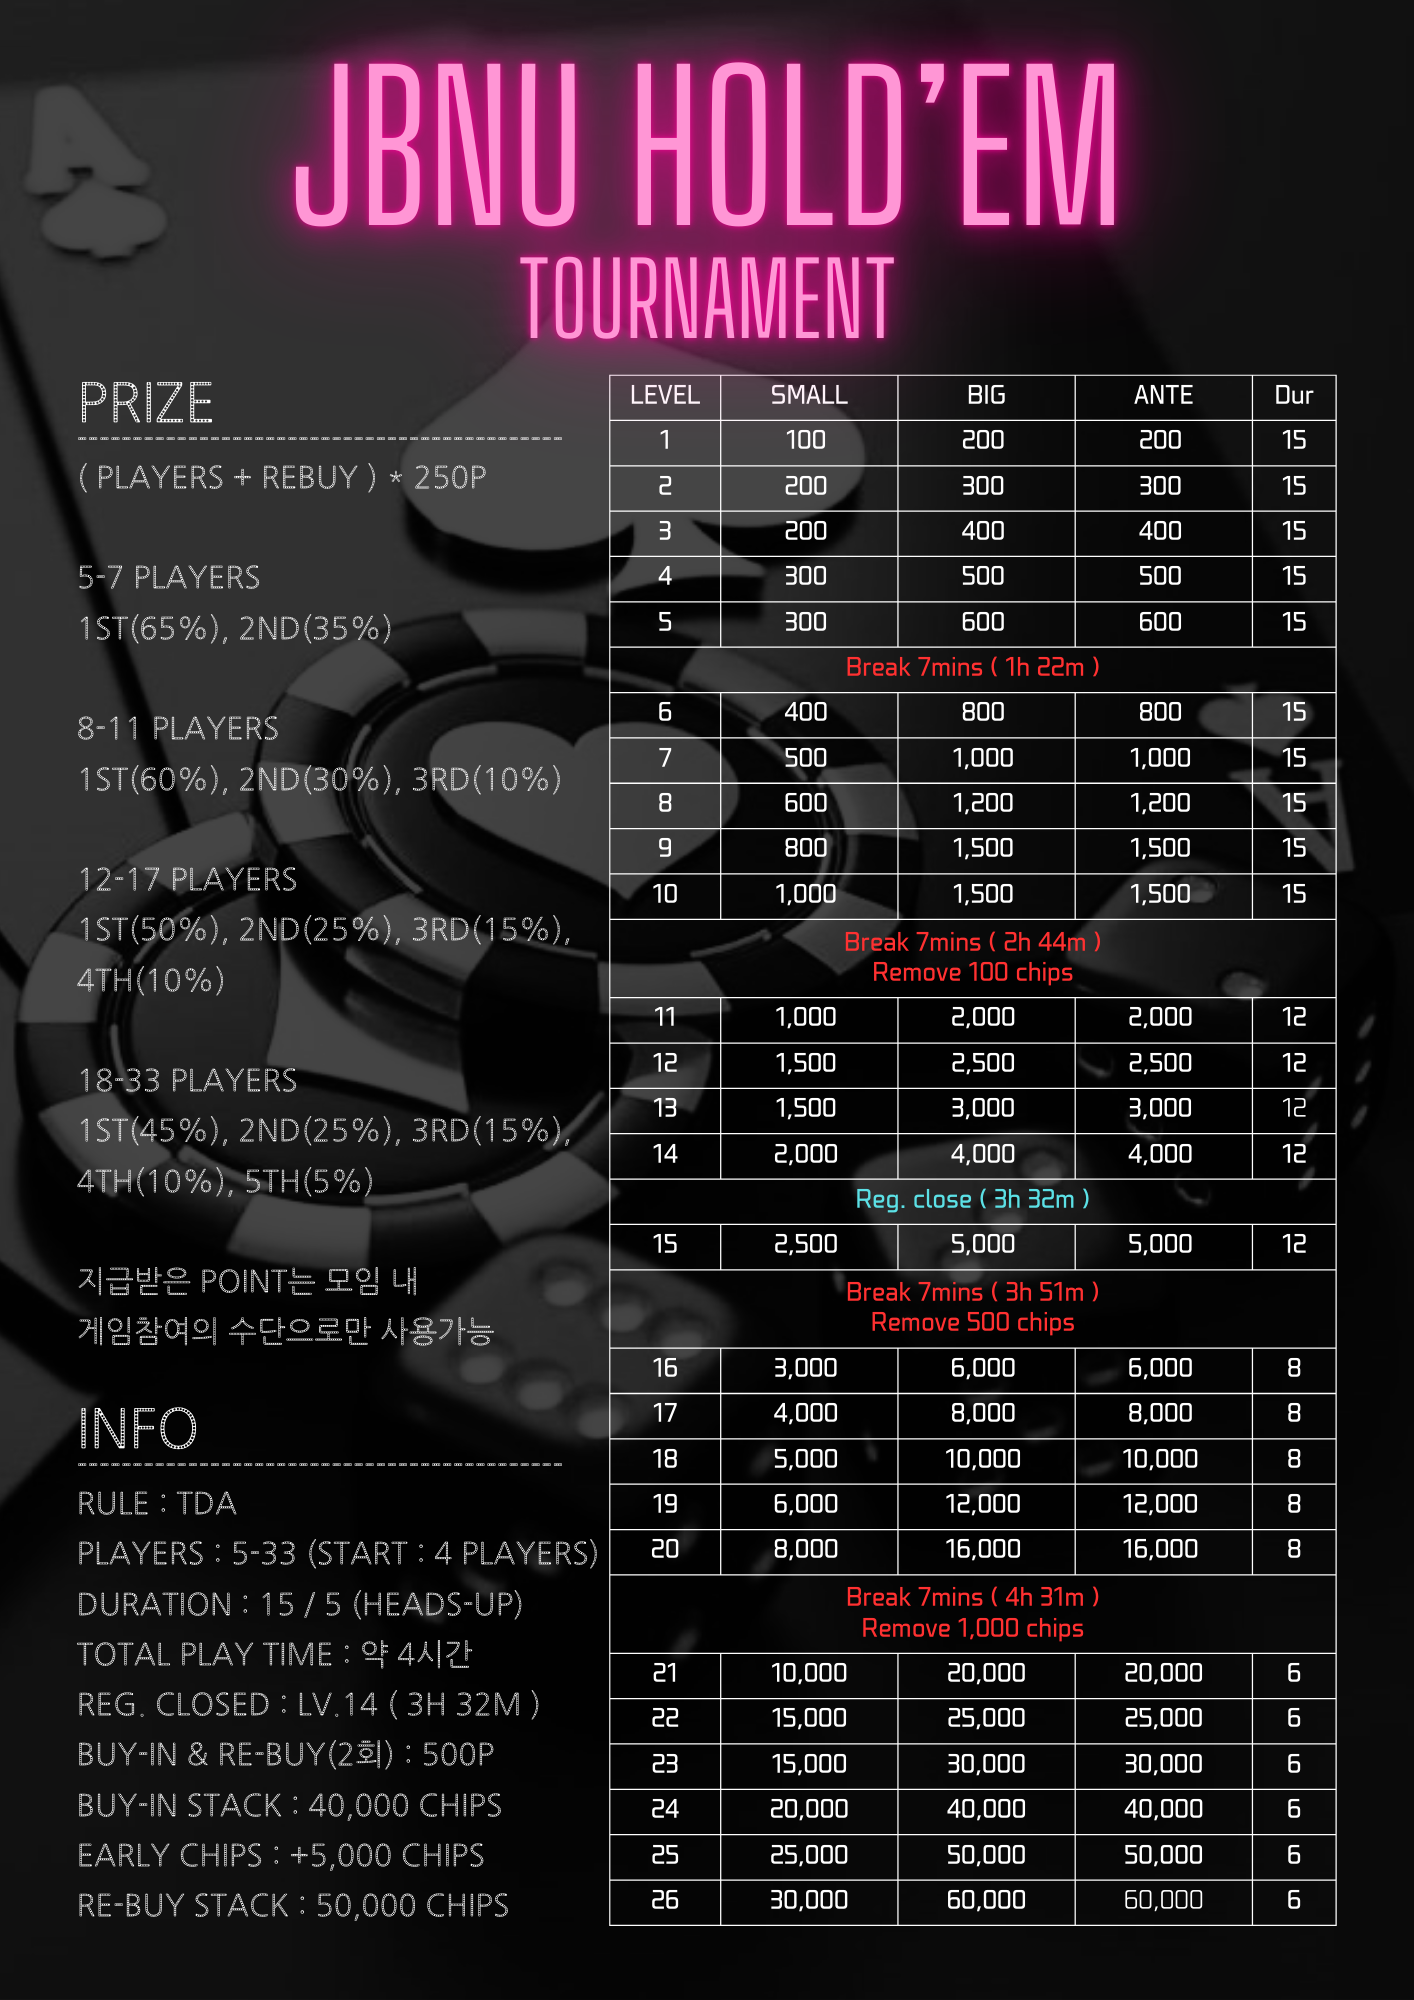 JBNU HOLD'EM
TOURNAMENT
PRIZE
--------------------------------------------
( PLAYERS + REBUY ) * 250P
5-7 PLAYERS
1ST(65%), 2ND(35%)
8-11 PLAYERS
1ST(60%), 2ND(30%), 3RD(10%)
12-17 PLAYERS
1ST(50%), 2ND(25%), 3RD(15%),
4TH(10%)
18-33 PLAYERS
1ST(45%), 2ND(25%), 3RD(15%),
4TH(10%), 5TH(5%)
지급받은 POINT는 모임 내
게임참여의 수단으로만 사용가능
INFO
--------------------------------------------
RULE : TDA
PLAYERS : 5-33 (START : 4 PLAYERS)
DURATION : 15 / 5 (HEADS-UP)
TOTAL PLAY TIME : 약 4시간
REG. CLOSED : LV.14 ( 3H 32M )
BUY-IN & RE-BUY(2회) : 500P
BUY-IN STACK : 40,000 CHIPS
EARLY CHIPS : +5,000 CHIPS
RE-BUY STACK : 50,000 CHIPS
LEVEL SMALL BIG ANTE Dur
1 100 200 200 15
2 200 300 300 15
3 200 400 400 15
4 300 500 500 15
5 300 600 600 15
Break 7mins ( 1h 22m )
6 400 800 800 15
7 500 1,000 1,000 15
8 600 1,200 1,200 15
9 800 1,500 1,500 15
10 1,000 1,500 1,500 15
Break 7mins ( 2h 44m )
Remove 100 chips
11 1,000 2,000 2,000 12
12 1,500 2,500 2,500 12
13 1,500 3,000 3,000 12
14 2,000 4,000 4,000 12
Reg. close ( 3h 32m )
15 2,500 5,000 5,000 12
Break 7mins ( 3h 51m )
Remove 500 chips
16 3,000 6,000 6,000 8
17 4,000 8,000 8,000 8
18 5,000 10,000 10,000 8
19 6,000 12,000 12,000 8
20 8,000 16,000 16,000 8
Break 7mins ( 4h 31m )
Remove 1,000 chips
21 10,000 20,000 20,000 6
22 15,000 25,000 25,000 6
23 15,000 30,000 30,000 6
24 20,000 40,000 40,000 6
25 25,000 50,000 50,000 6
26 30,000 60,000 60,000 6
A
A